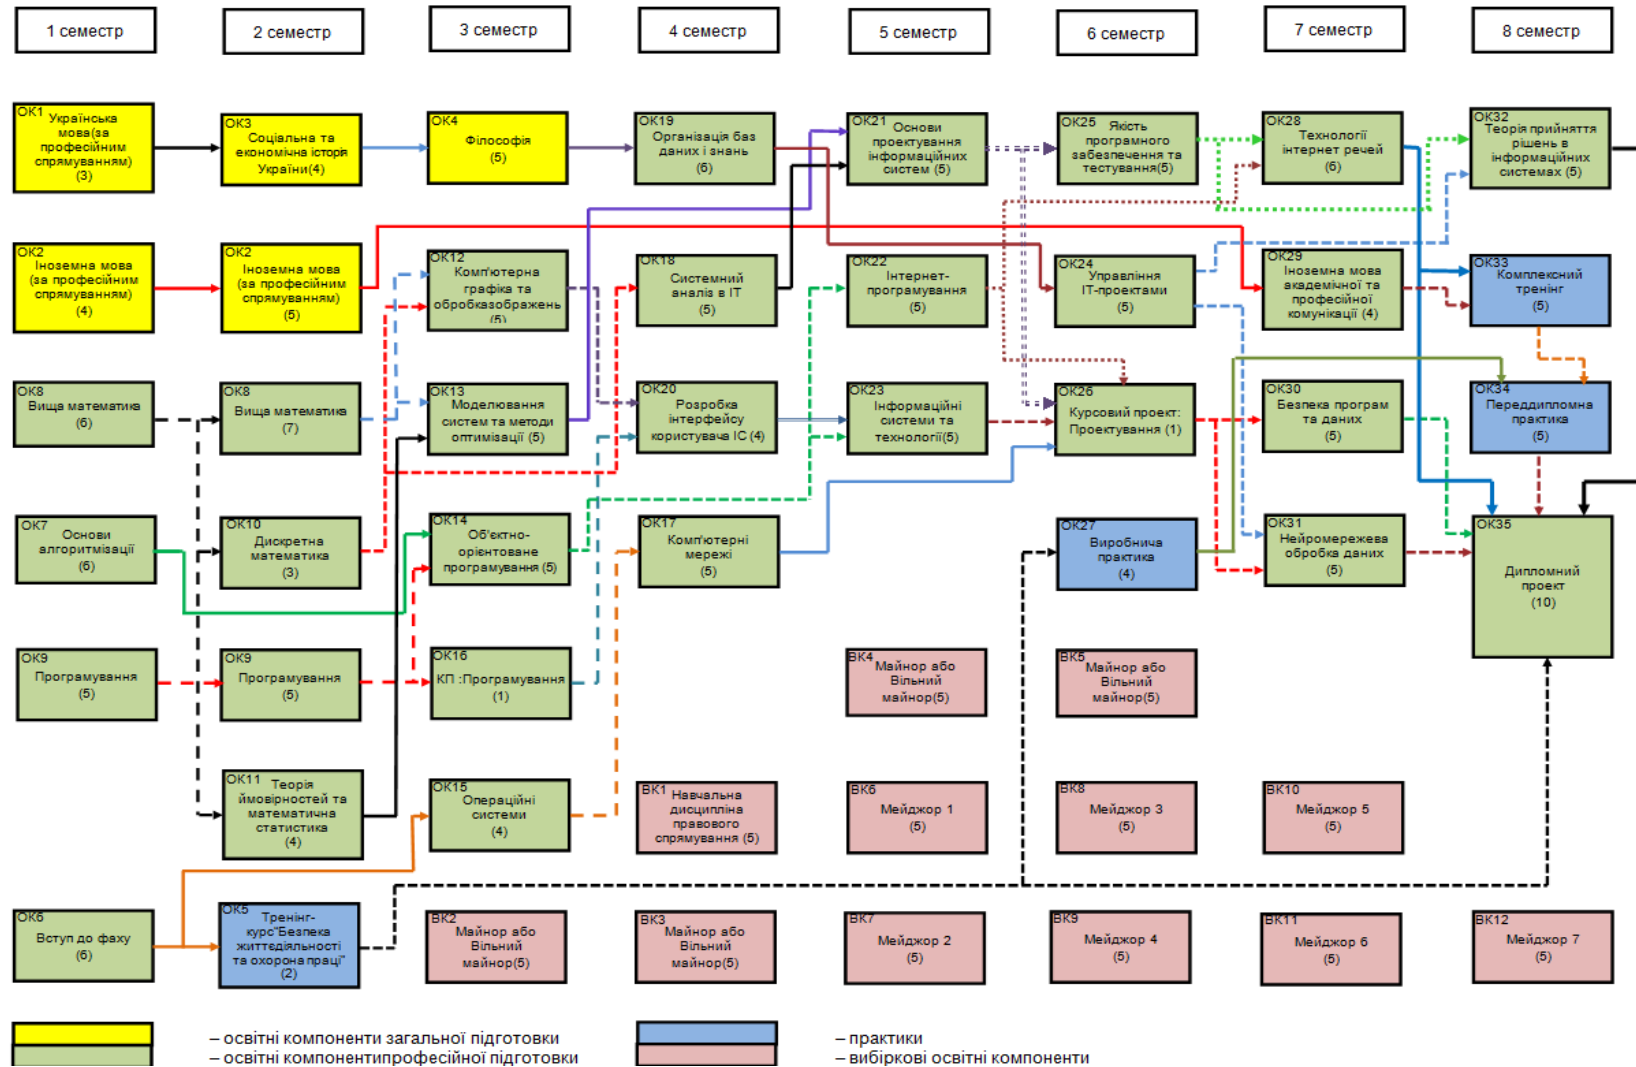 1 семестр
2 семестр
3 семестр
4 семестр
5 семестр
6 семестр
7 семестр
8 семестр
ОК1
Українська
мова(за
професійним
спрямуванням)
(3)
ОК3
Соціальна та
економічна історія
України(4)
ОК4
Філософія
(5)
ОК19
Організація баз
даних і знань
(6)
ОК21
Основи
проектування
інформаційних
систем (5)
ОК25
Якість
програмного
забезпечення та
тестування(5)
ОК28
Технології
інтернет речей
(6)
ОК32
Теорія прийняття
рішень в
інформаційних
системах (5)
ОК2
Іноземна мова
(за професійним
спрямуванням)
(4)
ОК2
Іноземна мова
(за професійним
спрямуванням)
(5)
ОК12
Комп'ютерна
графіка та
обробказображень
(5)
ОК18
Системний
аналіз в ІТ
(5)
ОК22
Інтернет-
програмування
(5)
ОК24
Управління
ІТ-проектами
(5)
ОК29
Іноземна мова
академічної та
професійної
комунікації (4)
ОК33
Комплексний
тренінг
(5)
ОК8
Вища математика
(6)
ОК8
Вища математика
(7)
ОК13
Моделювання
систем та методи
оптимізації (5)
ОК20
Розробка
інтерфейсу
користувача ІС (4)
ОК23
Інформаційні
системи та
технології(5)
ОК26
Курсовий проект:
Проектування (1)
ОК30
Безпека програм
та даних
(5)
ОК34
Переддипломна
практика
(5)
ОК7
Основи
алгоритмізації
(6)
ОК10
Дискретна
математика
(3)
ОК14
Об'єктно-
орієнтоване
програмування (5)
ОК17
Комп'ютерні
мережі
(5)
ОК27
Виробнича
практика
(4)
ОК31
Нейромережева
обробка даних
(5)
ОК35
Дипломний
проект
(10)
ОК9
Програмування
(5)
ОК9
Програмування
(5)
ОК16
КП :Програмування
(1)
ВК4
Майнор або
Вільний
майнор(5)
ВК5
Майнор або
Вільний
майнор(5)
ОК11
Теорія
ймовірностей та
математична
статистика
(4)
ОК15
Операційні
системи
(4)
ВК1
Навчальна
дисципліна
правового
спрямування (5)
ВК6
Мейджор 1
(5)
ВК8
Мейджор 3
(5)
ВК10
Мейджор 5
(5)
ОК6
Вступ до фаху
(6)
ОК5
Тренінг-
курс"Безпека
життєдіяльності
та охорона праці"
(2)
ВК2
Майнор або
Вільний
майнор(5)
ВК3
Майнор або
Вільний
майнор(5)
ВК7
Мейджор 2
(5)
ВК9
Мейджор 4
(5)
ВК11
Мейджор 6
(5)
ВК12
Мейджор 7
(5)
– освітні компоненти загальної підготовки
– практики
– освітні компонентипрофесійної підготовки
– вибіркові освітні компоненти